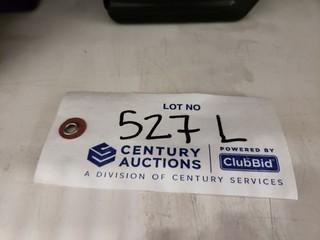 LOT NO
527 L
CENTURY AUCTIONS
POWERED BY
ClubBid
A DIVISION OF CENTURY SERVICES